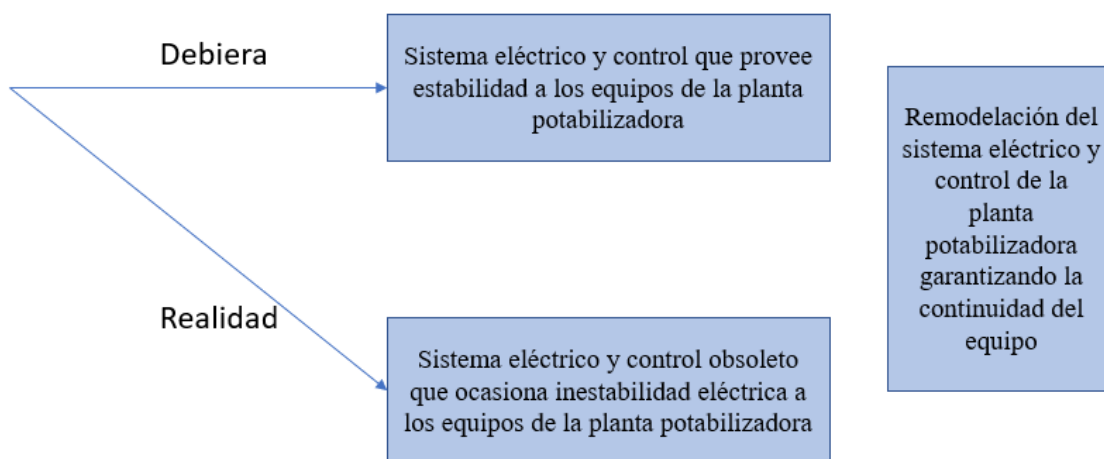 Debiera
Sistema eléctrico y control que provee
estabilidad a los equipos de la planta
potabilizadora
Realidad
Sistema eléctrico y control obsoleto
que ocasiona inestabilidad eléctrica a
los equipos de la planta potabilizadora
Remodelación del
sistema eléctrico y
control de la
planta
potabilizadora
garantizando la
continuidad del
equipo